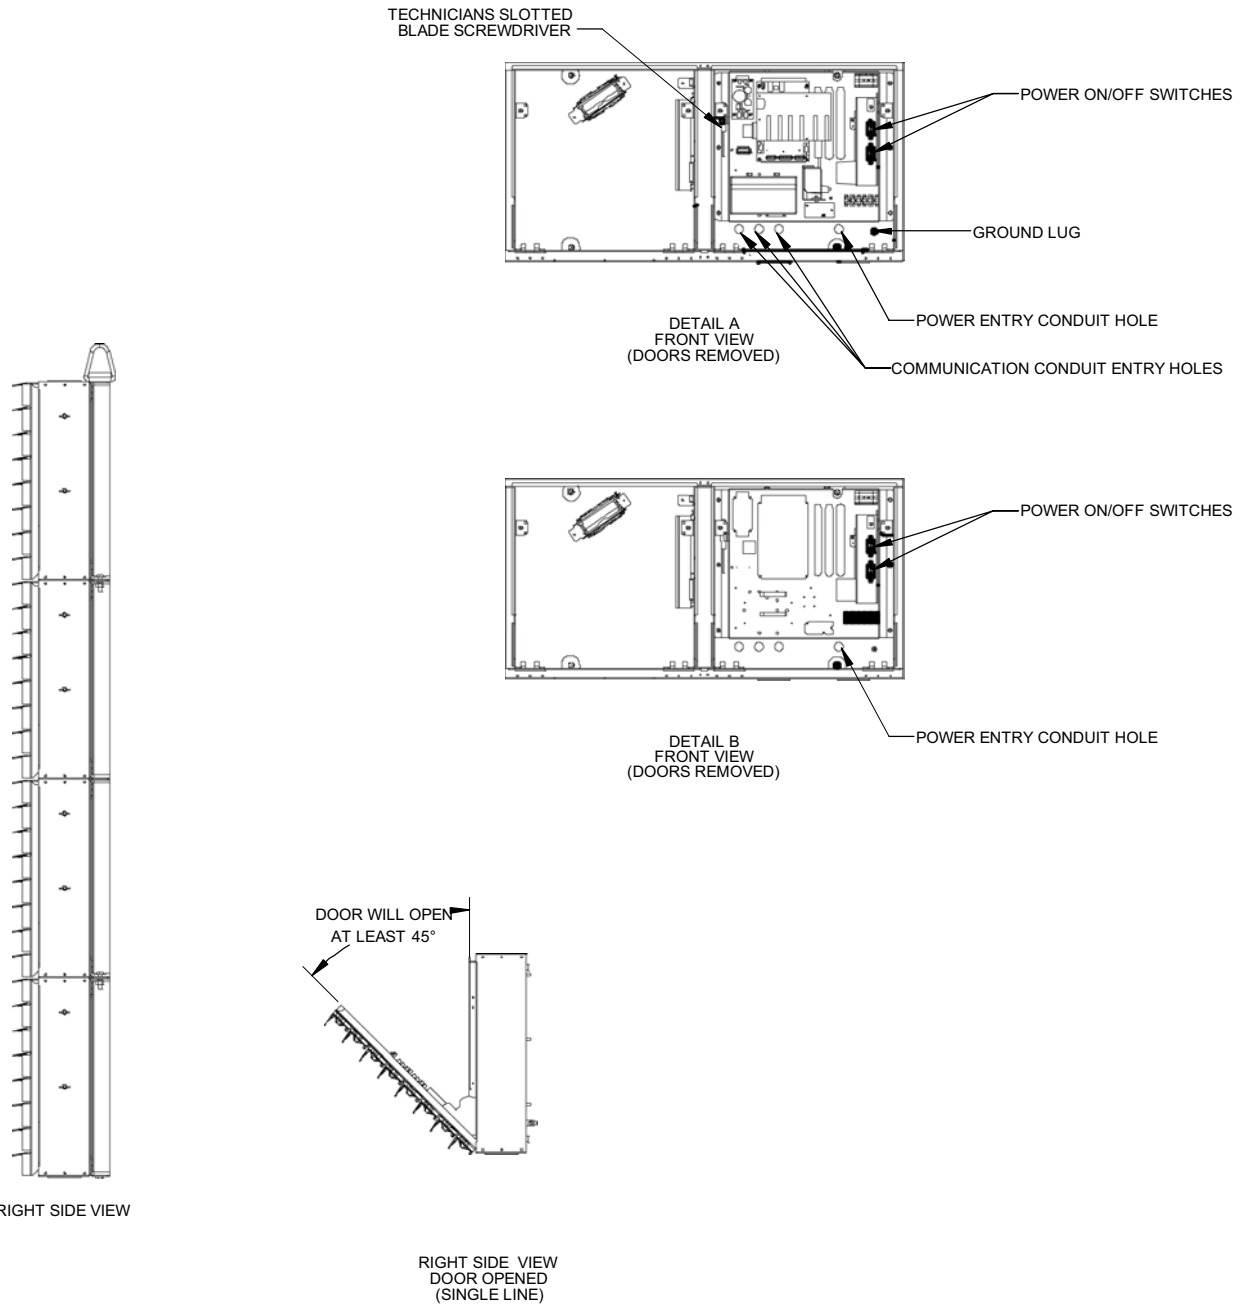 TECHNICIANS SLOTTED
BLADE SCREWDRIVER
POWER ON/OFF SWITCHES
GROUND LUG
POWER ENTRY CONDUIT HOLE
COMMUNICATION CONDUIT ENTRY HOLES
DETAIL A
FRONT VIEW
(DOORS REMOVED)
POWER ON/OFF SWITCHES
POWER ENTRY CONDUIT HOLE
DETAIL B
FRONT VIEW
(DOORS REMOVED)
DOOR WILL OPEN
AT LEAST 45°
RIGHT SIDE VIEW
RIGHT SIDE VIEW
DOOR OPENED
(SINGLE LINE)